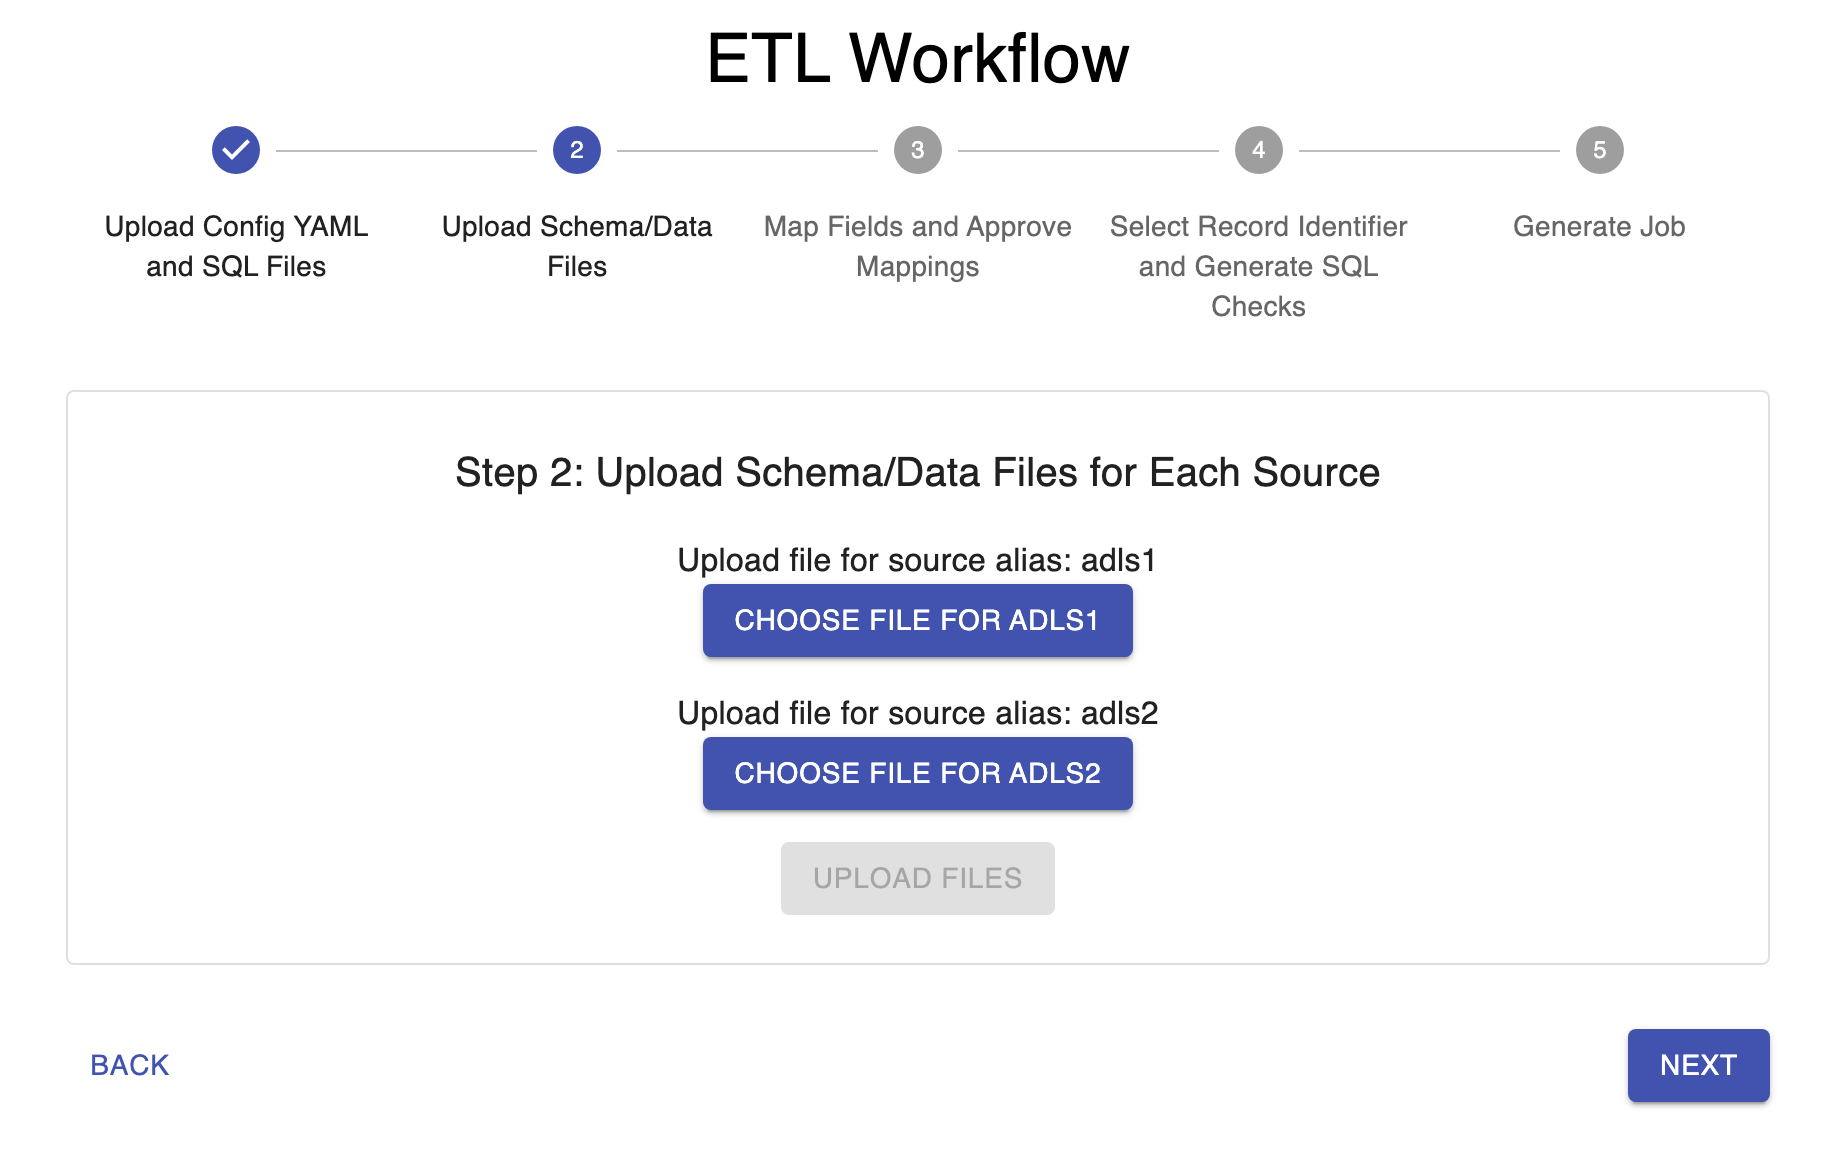 ETL Workflow
2
3
4
5
Upload Config YAML
and SQL Files
Upload Schema/Data
Files
Map Fields and Approve
Mappings
Select Record Identifier
and Generate SQL
Checks
Generate Job
Step 2: Upload Schema/Data Files for Each Source
Upload file for source alias: adls1
CHOOSE FILE FOR ADLS1
Upload file for source alias: adls2
CHOOSE FILE FOR ADLS2
UPLOAD FILES
BACK
NEXT